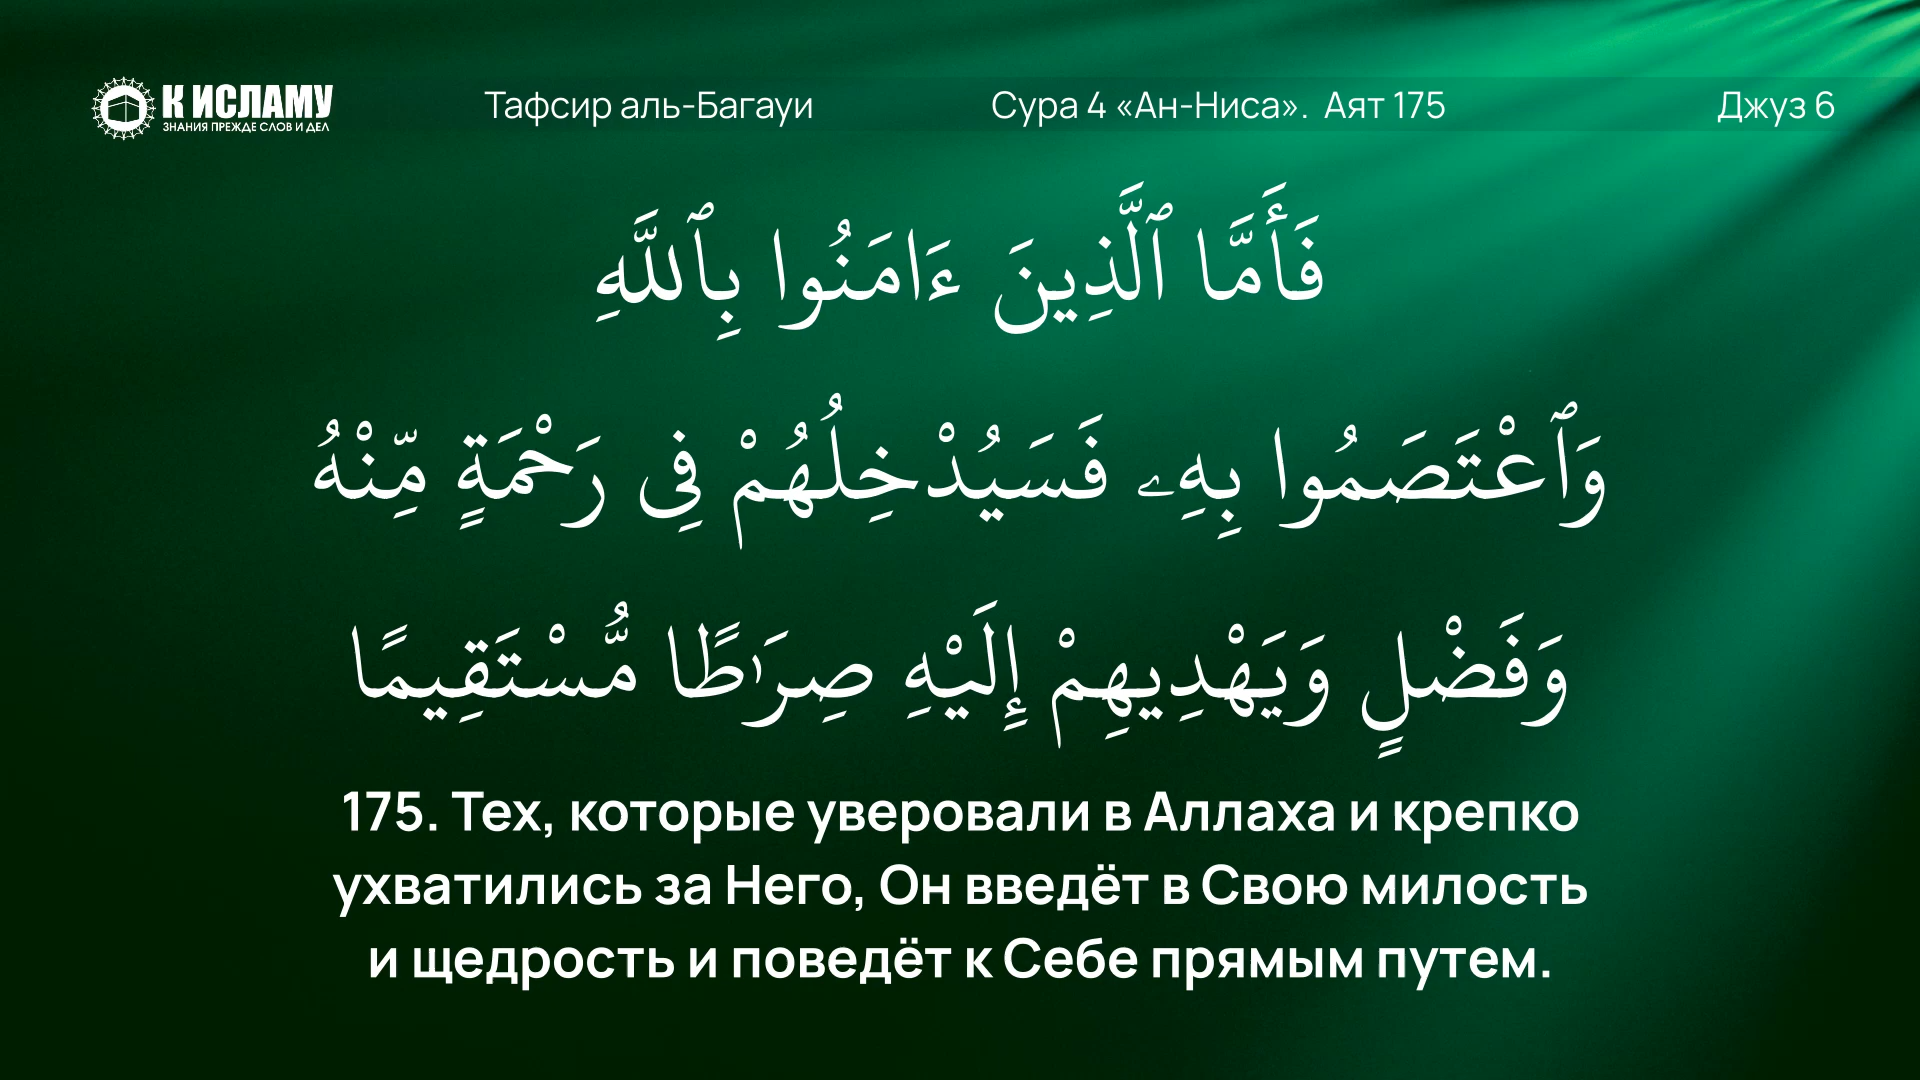 К ИСЛАМУ
ЗНАНИЯ ПРЕЖДЕ СЛОВ И ДЕЛ
Тафсир аль-Багауи
Сура 4 «Ан-Ниса». Аят 175
Джуз 6
فَأَمَّا ٱلَّذِينَ ءَامَنُوا بِٱللَّهِ
وَٱعْتَصَمُوا بِهِۦ فَسَيُدْخِلُهُمْ فِى رَحْمَةٍ مِّنْهُ
وَفَضْلٍ وَيَهْدِيهِمْ إِلَيْهِ صِرَٰطًا مُّسْتَقِيمًا
175. Тех, которые уверовали в Аллаха и крепко
ухватились за Него, Он введёт в Свою милость
и щедрость и поведёт к Себе прямым путем.